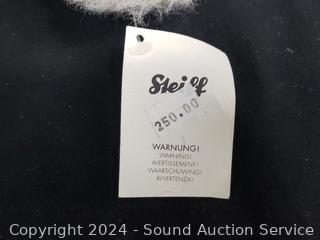 Steiff
250.00
WARNUNG!
WARNING!
AVERTISSEMENT!
WAARSCHUWING!
AVVERTENZA!
Copyright 2024 - Sound Auction Service